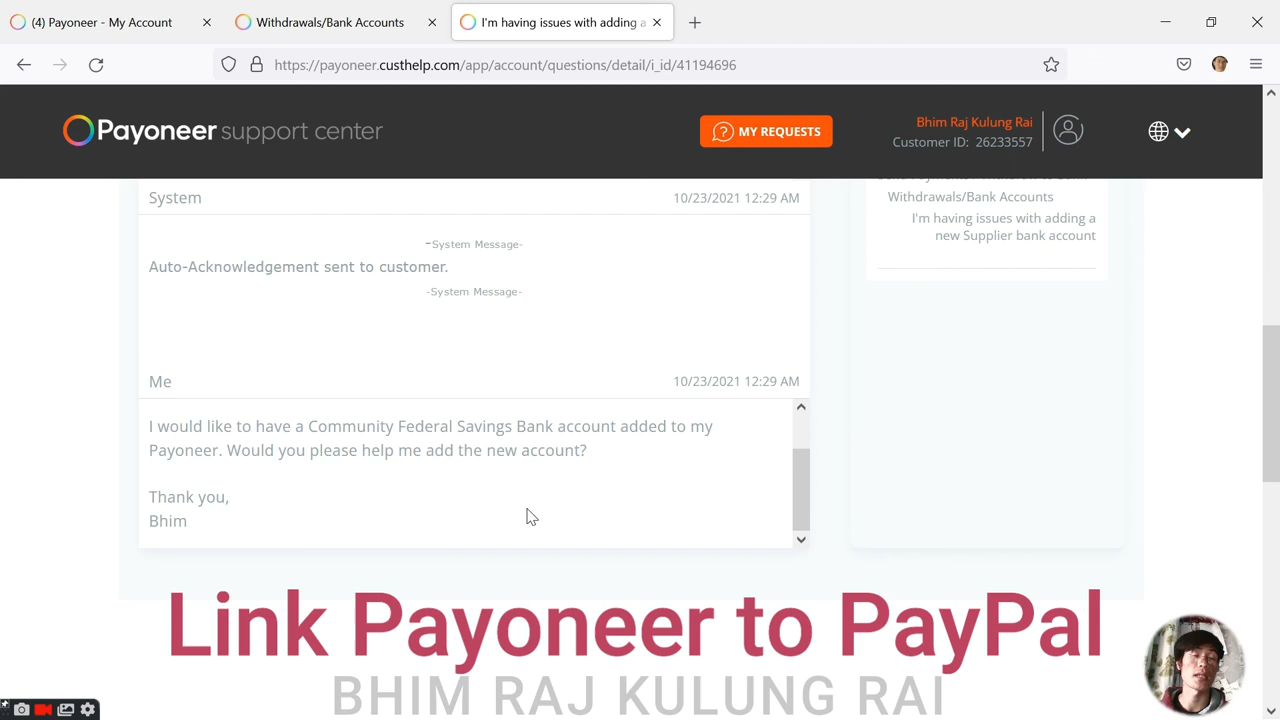 (4) Payoneer - My Account
Withdrawals/Bank Accounts
I'm having issues with adding a
https://payoneer.custhelp.com/app/account/questions/detail/i_id/41194696
Payoneer support center
MY REQUESTS
Bhim Raj Kulung Rai
Customer ID: 26233557
System
10/23/2021 12:29 AM
-System Message-
Auto-Acknowledgement sent to customer.
-System Message-
Withdrawals/Bank Accounts
I'm having issues with adding a
new Supplier bank account
Me
10/23/2021 12:29 AM
I would like to have a Community Federal Savings Bank account added to my
Payoneer. Would you please help me add the new account?
Thank you,
Bhim
Link Payoneer to PayPal
BHIM RAJ KULUNG RAI